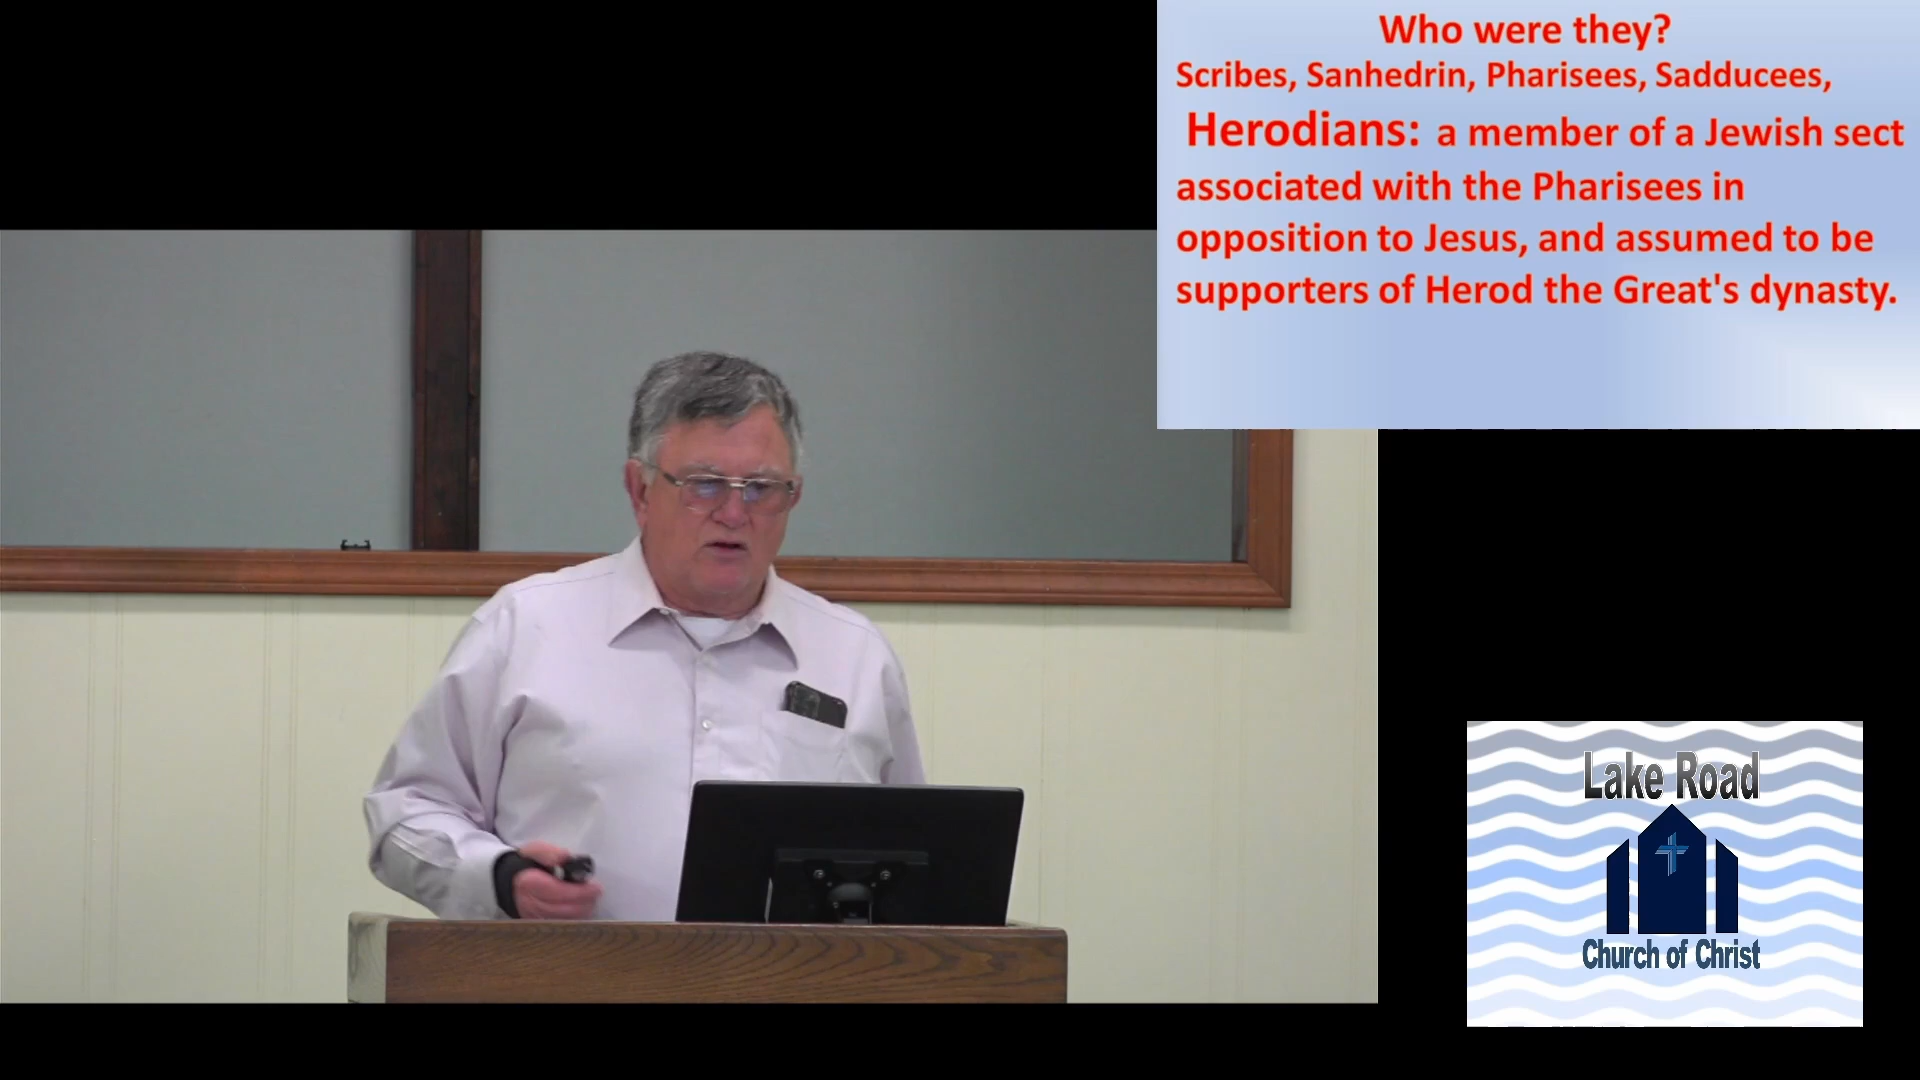 Who were they?
Scribes, Sanhedrin, Pharisees, Sadducees,
Herodians: a member of a Jewish sect
associated with the Pharisees in
opposition to Jesus, and assumed to be
supporters of Herod the Great's dynasty.
Lake Road
Church of Christ